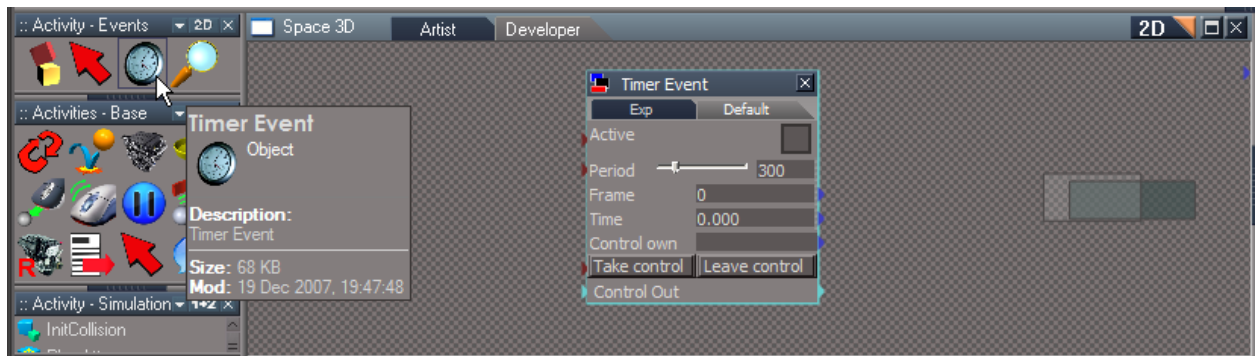 :: Activity - Events 2D
Space 3D
Artist
Developer
2D
:: Activities - Base
Timer Event
Object
Description:
Timer Event
Size: 68 KB
Mod: 19 Dec 2007, 19:47:48
R
:: Activity - Simulation 1+2
InitCollision
Timer Event
Exp Default
Active
Period 300
Frame 0
Time 0.000
Control own
Take control Leave control
Control Out